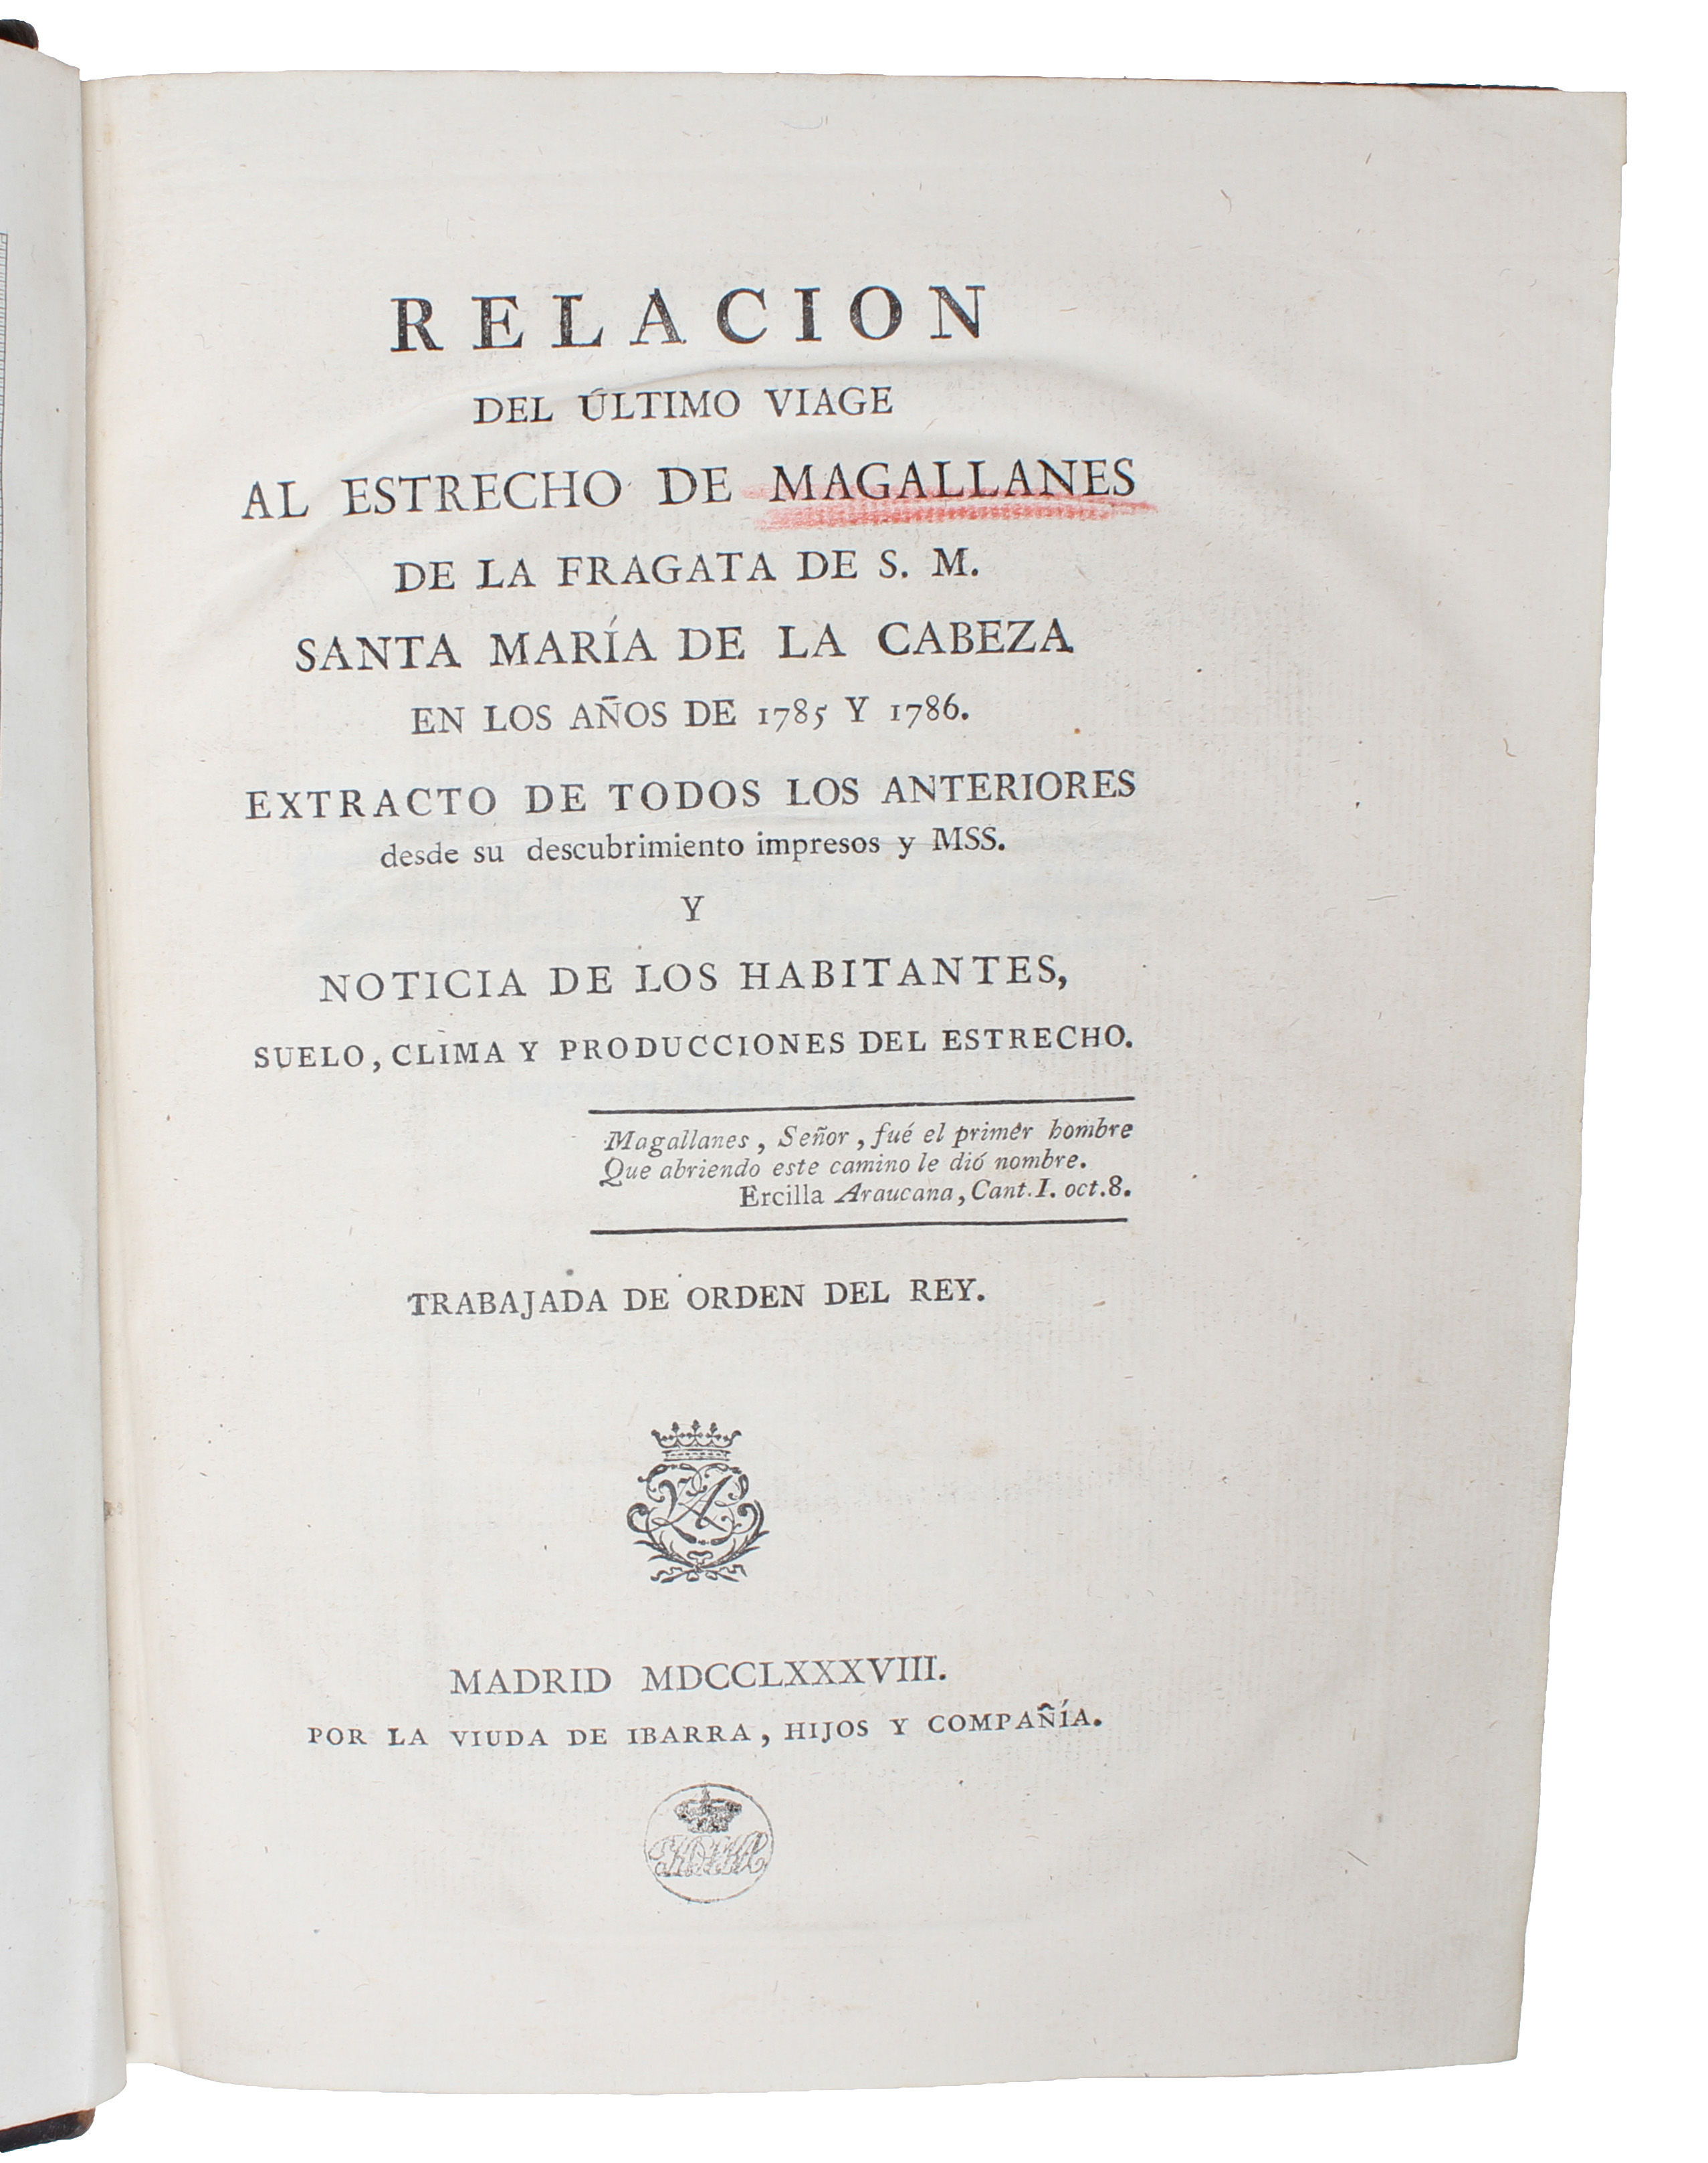 RELACION
DEL ÚLTIMO VIAGE
AL ESTRECHO DE MAGALLANES
DE LA FRAGATA DE S. M.
SANTA MARÍA DE LA CABEZA
EN LOS AÑOS DE 1785 Y 1786.
EXTRACTO DE TODOS LOS ANTERIORES
desde su descubrimiento impresos y MSS.
Y
NOTICIA DE LOS HABITANTES,
SUELO, CLIMA Y PRODUCCIONES DEL ESTRECHO.
Magallanes, Señor, fué el primer hombre
Que abriendo este camino le dió nombre.
Ercilla Araucana, Cant. I. oct. 8.
TRABAJADA DE ORDEN DEL REY.
MADRID MDCCLXXXVIII.
POR LA VIUDA DE IBARRA, HIJOS Y COMPAÑÍA.